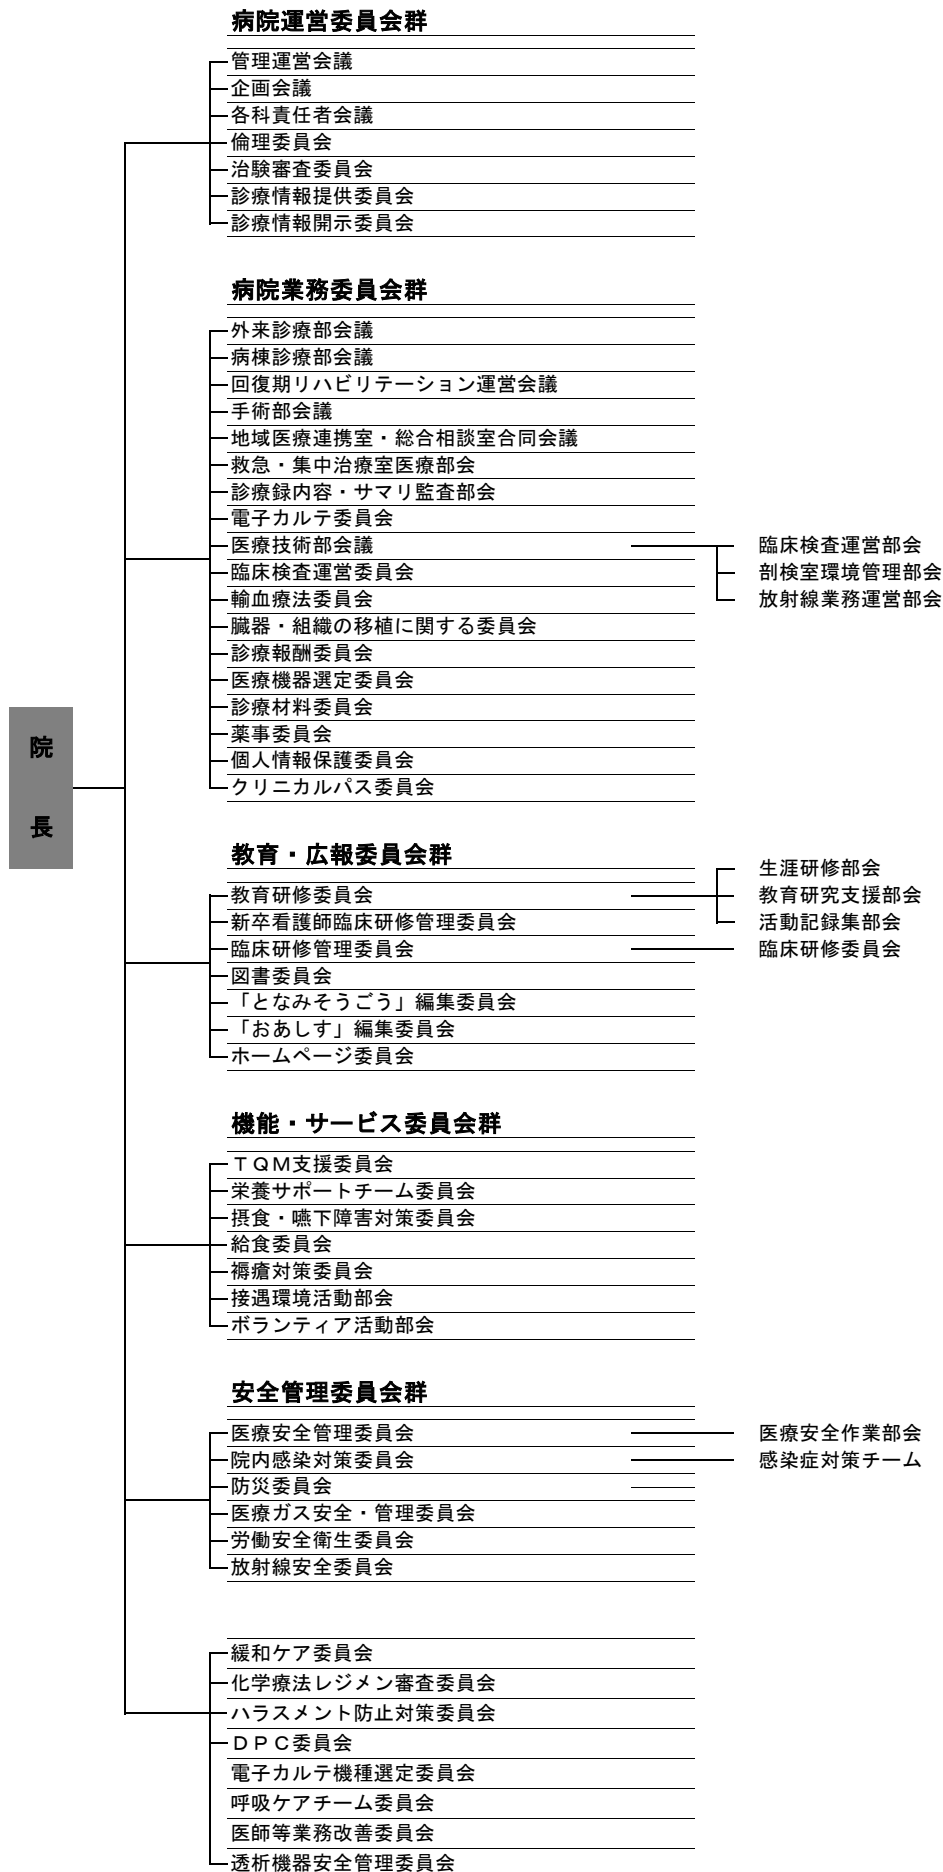 病院運営委員会群
管理運営会議
企画会議
各科責任者会議
倫理委員会
治験審査委員会
診療情報提供委員会
診療情報開示委員会
病院業務委員会群
外来診療部会議
病棟診療部会議
回復期リハビリテーション運営会議
手術部会議
地域医療連携室・総合相談室合同会議
救急・集中治療室医療部会
診療録内容・サマリ監査部会
電子カルテ委員会
医療技術部会議
臨床検査運営部会
臨床検査運営委員会
剖検室環境管理部会
輸血療法委員会
放射線業務運営部会
臓器・組織の移植に関する委員会
診療報酬委員会
医療機器選定委員会
診療材料委員会
薬事委員会
個人情報保護委員会
クリニカルパス委員会
院
長
教育・広報委員会群
生涯研修部会
教育研修委員会
教育研究支援部会
新卒看護師臨床研修管理委員会
活動記録集部会
臨床研修管理委員会
臨床研修委員会
図書委員会
「となみそうごう」編集委員会
「おあしす」編集委員会
ホームページ委員会
機能・サービス委員会群
ＴＱＭ支援委員会
栄養サポートチーム委員会
摂食・嚥下障害対策委員会
給食委員会
褥瘡対策委員会
接遇環境活動部会
ボランティア活動部会
安全管理委員会群
医療安全管理委員会
医療安全作業部会
院内感染対策委員会
感染症対策チーム
防災委員会
医療ガス安全・管理委員会
労働安全衛生委員会
放射線安全委員会
緩和ケア委員会
化学療法レジメン審査委員会
ハラスメント防止対策委員会
ＤＰＣ委員会
電子カルテ機種選定委員会
呼吸ケアチーム委員会
医師等業務改善委員会
透析機器安全管理委員会